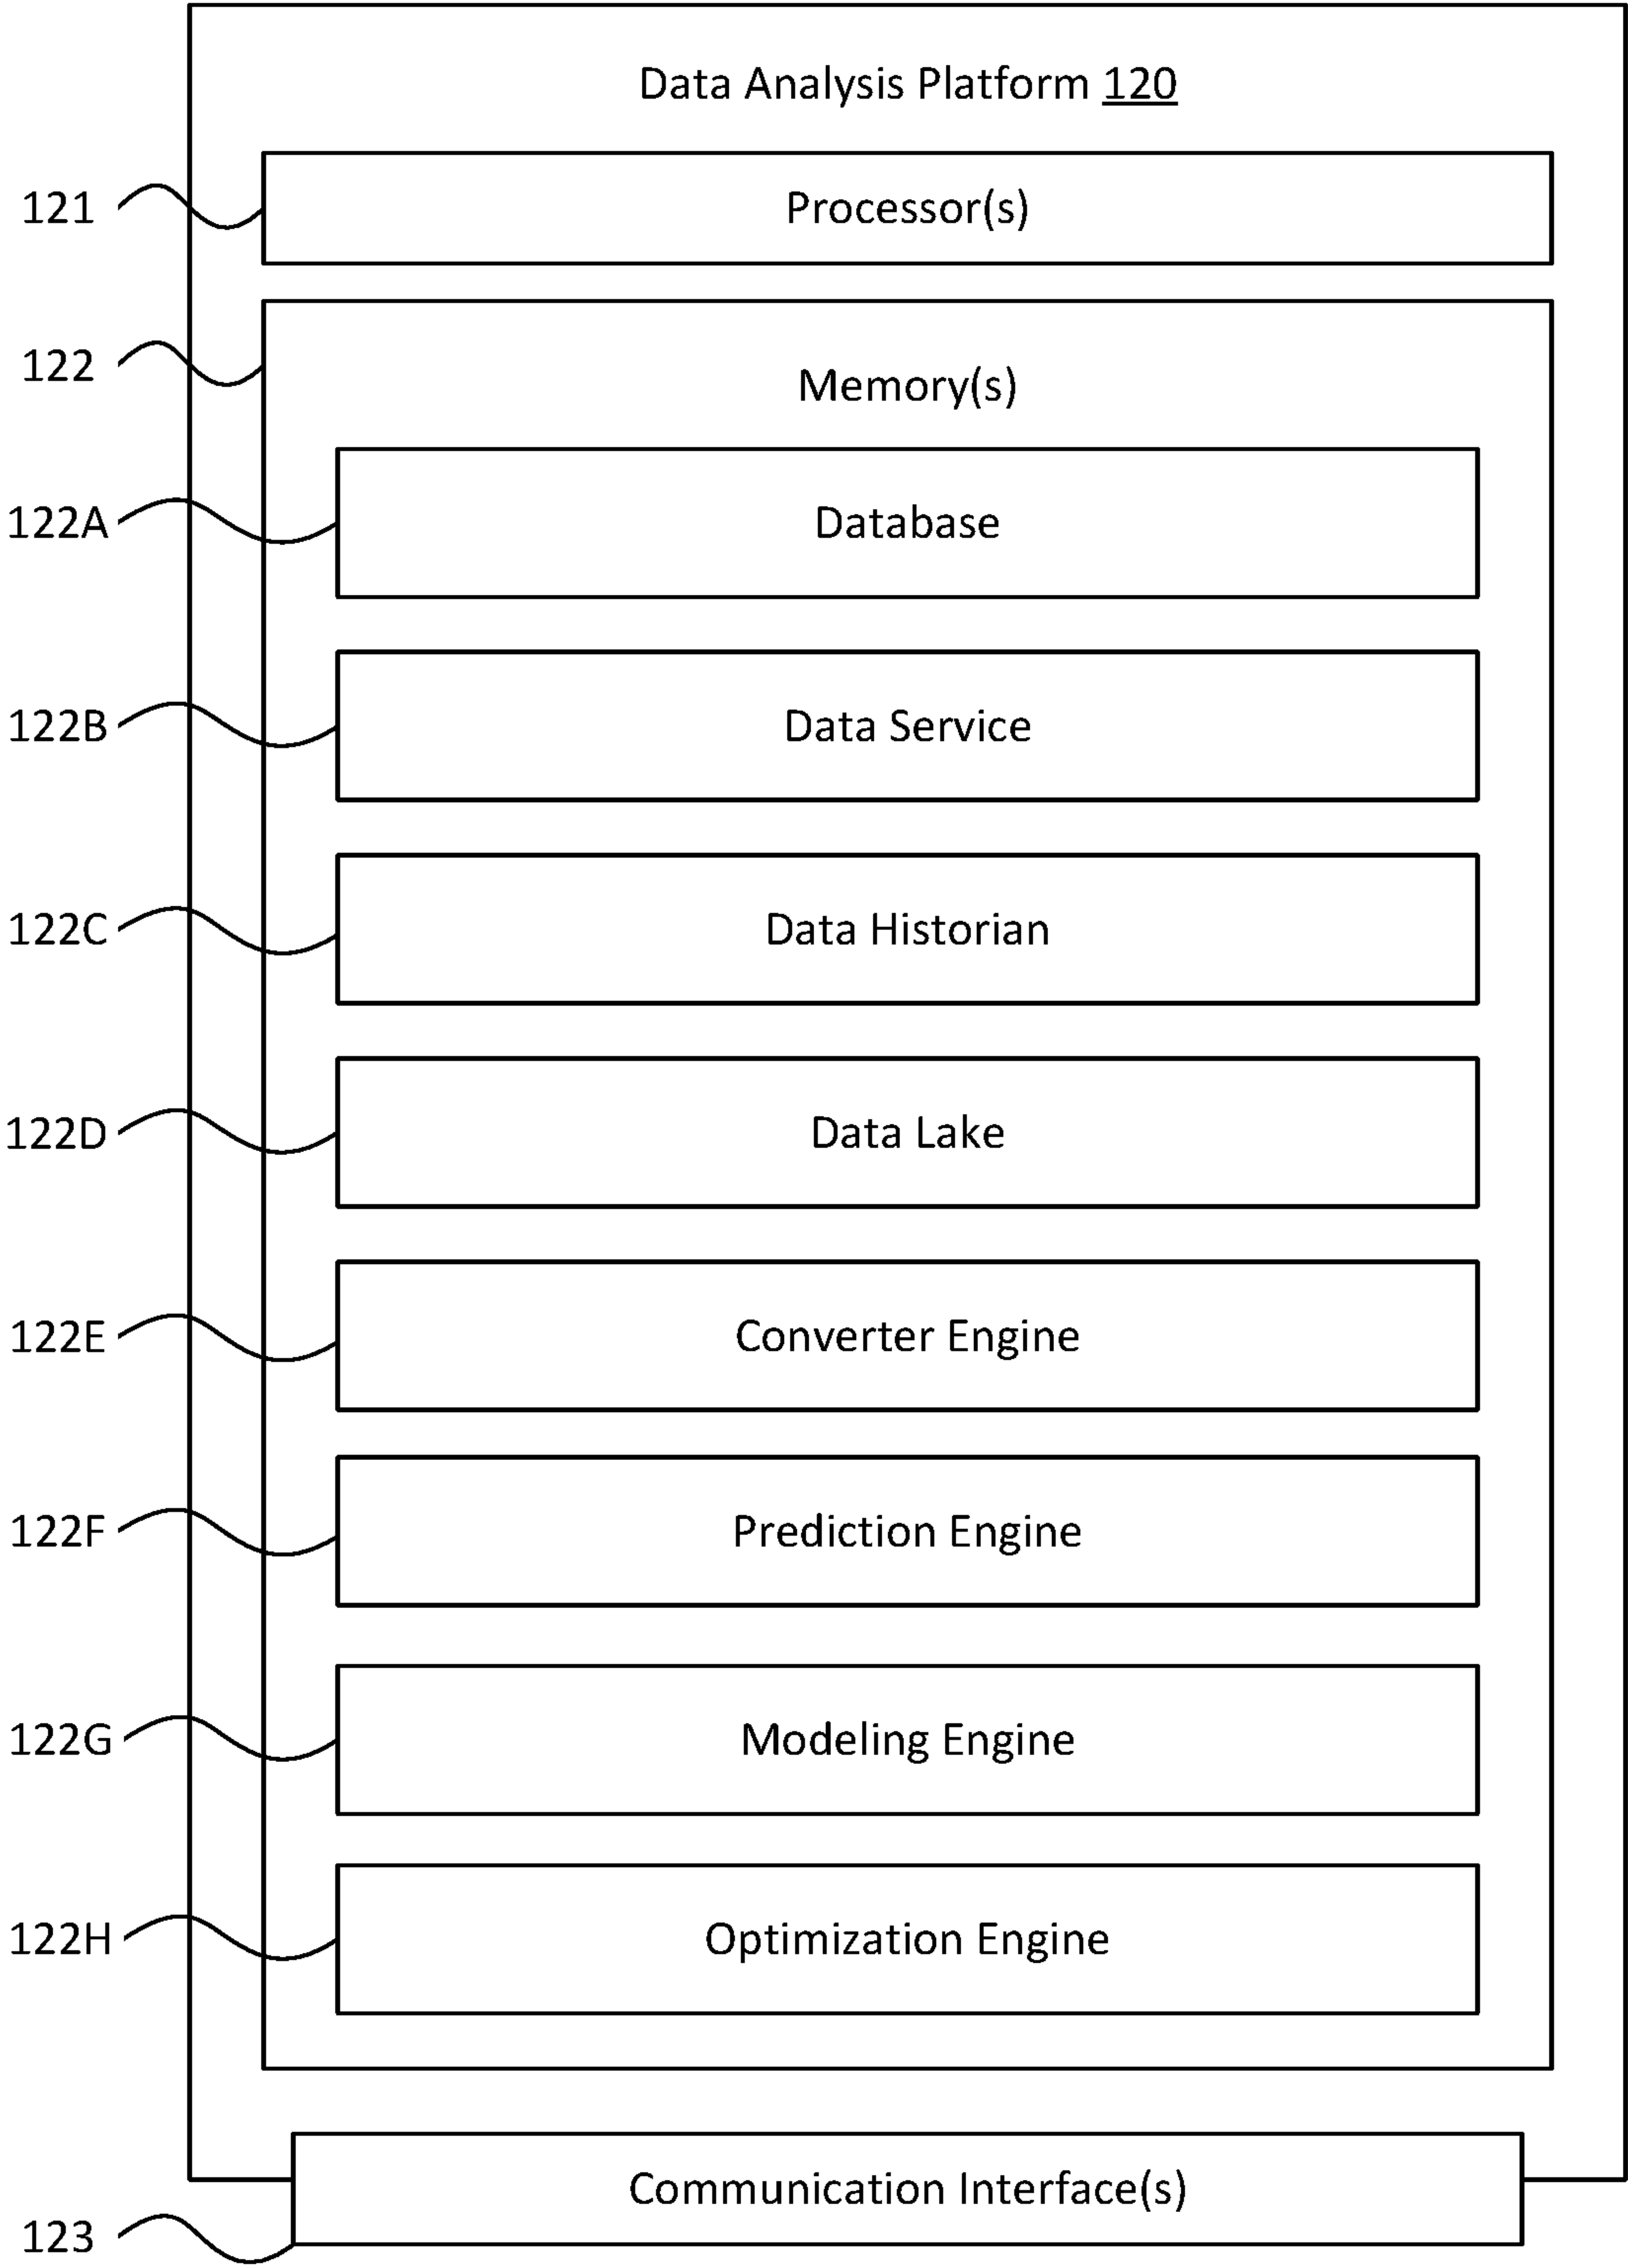 Data Analysis Platform 120
121
Processor(s)
122
Memory(s)
122A
Database
122B
Data Service
122C
Data Historian
122D
Data Lake
122E
Converter Engine
122F
Prediction Engine
122G
Modeling Engine
122H
Optimization Engine
Communication Interface(s)
123